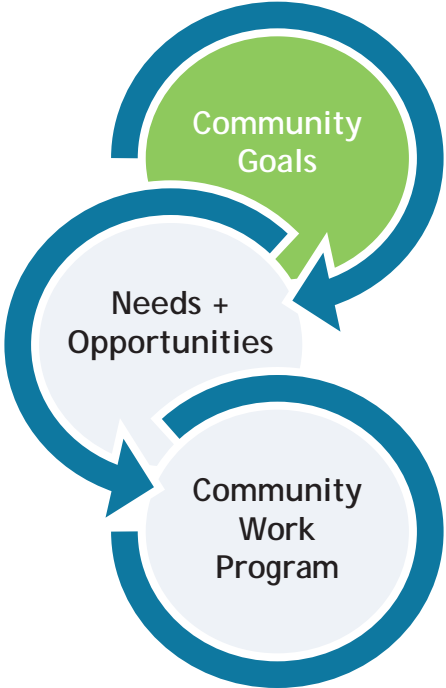 Community
Goals
Needs +
Opportunities
Community
Work
Program